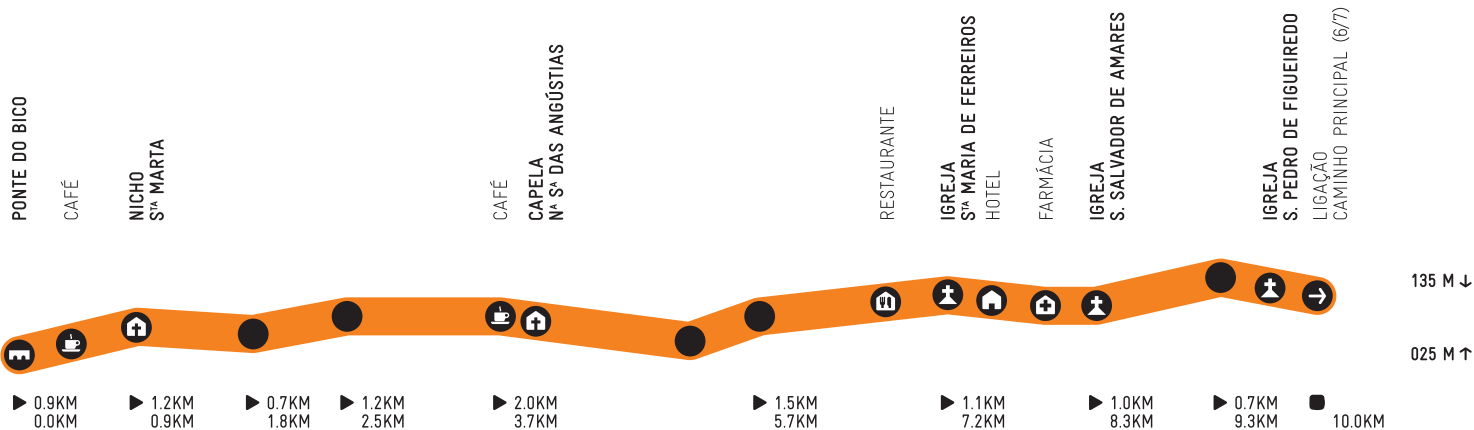 PONTE DO BICO
CAFÉ
NICHO
Sᵀᴬ MARTA
CAFÉ
CAPELA
Nᴬ Sᴬ DAS ANGÚSTIAS
RESTAURANTE
IGREJA
Sᵀᴬ MARIA DE FERREIROS
HOTEL
FARMÁCIA
IGREJA
S. SALVADOR DE AMARES
IGREJA
S. PEDRO DE FIGUEIREDO
LIGAÇÃO
CAMINHO PRINCIPAL (6/7)
135 M ↓
025 M ↑
0.9KM
0.0KM
1.2KM
0.9KM
0.7KM
1.8KM
1.2KM
2.5KM
2.0KM
3.7KM
1.5KM
5.7KM
1.1KM
7.2KM
1.0KM
8.3KM
0.7KM
9.3KM
10.0KM